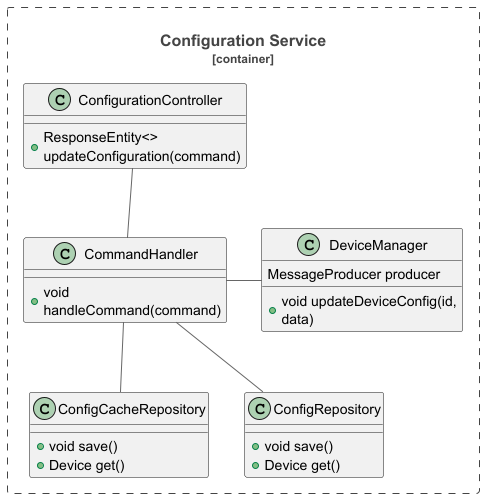 Configuration Service
[container]
C ConfigurationController
ResponseEntity<>
updateConfiguration(command)
C CommandHandler
void
handleCommand(command)
C DeviceManager
MessageProducer producer
void updateDeviceConfig(id,
data)
C ConfigCacheRepository
void save()
Device get()
C ConfigRepository
void save()
Device get()